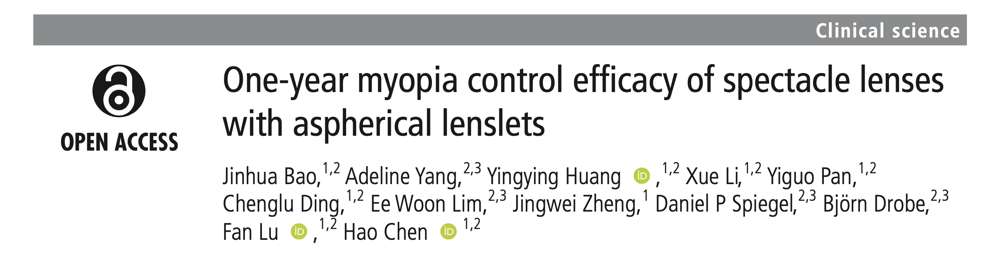 Clinical science
OPEN ACCESS
One-year myopia control efficacy of spectacle lenses
with aspherical lenslets
Jinhua Bao,1,2 Adeline Yang,2,3 Yingying Huang iD ,1,2 Xue Li,1,2 Yiguo Pan,1,2
Chenglu Ding,1,2 Ee Woon Lim,2,3 Jingwei Zheng,1 Daniel P Spiegel,2,3 Björn Drobe,2,3
Fan Lu iD ,1,2 Hao Chen iD 1,2